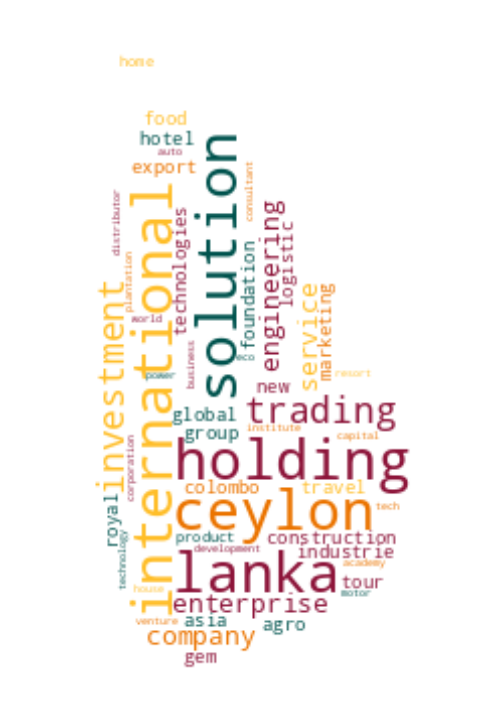 home
food
hotel
auto
export
solution
consultant
distributor
international
technologies
engineering
logistic
foundation
plantation
investment
world
service
marketing
eco
business
power
resort
new
global
trading
group
institute
capital
corporation
holding
colombo
travel
royal
ceylon
tech
technology
product
construction
development
industrie
lanka
academy
tour
house
motor
enterprise
venture
asia
agro
company
gem